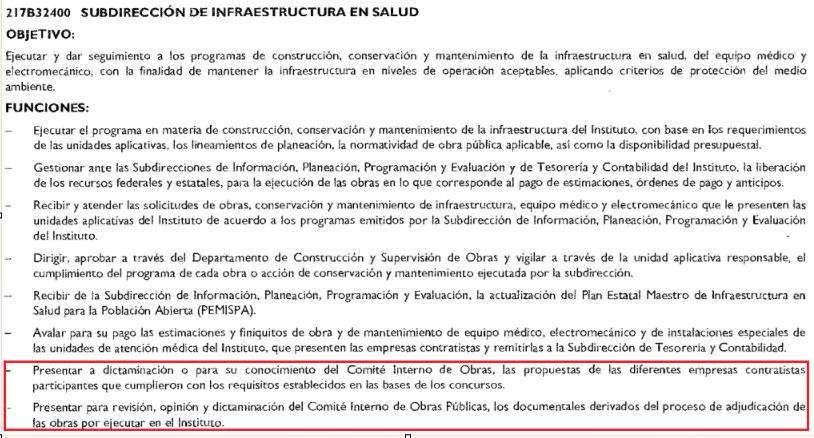 217B32400 SUBDIRECCIÓN DE INFRAESTRUCTURA EN SALUD
OBJETIVO:
Ejecutar y dar seguimiento a los programas de construcción, conservación y mantenimiento de la infraestructura en salud, del equipo médico y
electromecánico, con la finalidad de mantener la infraestructura en niveles de operación aceptables, aplicando criterios de protección del medio
ambiente.
FUNCIONES:
– Ejecutar el programa en materia de construcción, conservación y mantenimiento de la infraestructura del Instituto, con base en los requerimientos
de las unidades aplicativas, los lineamientos de planeación, la normatividad de obra pública aplicable, así como la disponibilidad presupuestal.
– Gestionar ante las Subdirecciones de Información, Planeación, Programación y Evaluación y de Tesorería y Contabilidad del Instituto, la liberación
de los recursos federales y estatales, para la ejecución de las obras en lo que corresponde al pago de estimaciones, órdenes de pago y anticipos.
– Recibir y atender las solicitudes de obras, conservación y mantenimiento de infraestructura, equipo médico y electromecánico que le presenten las
unidades aplicativas del Instituto de acuerdo a los programas emitidos por la Subdirección de Información, Planeación, Programación y Evaluación
del Instituto.
– Dirigir, aprobar a través del Departamento de Construcción y Supervisión de Obras y vigilar a través de la unidad aplicativa responsable, el
cumplimiento del programa de cada obra o acción de conservación y mantenimiento ejecutada por la subdirección.
– Recibir de la Subdirección de Información, Planeación, Programación y Evaluación, la actualización del Plan Estatal Maestro de Infraestructura en
Salud para la Población Abierta (PEMISPA).
– Avalar para su pago las estimaciones y finiquitos de obra y de mantenimiento de equipo médico, electromecánico y de instalaciones especiales de
las unidades de atención médica del Instituto, que presenten las empresas contratistas y remitirlas a la Subdirección de Tesorería y Contabilidad.
– Presentar a dictaminación o para su conocimiento del Comité Interno de Obras, las propuestas de las diferentes empresas contratistas
participantes que cumplieron con los requisitos establecidos en las bases de los concursos.
– Presentar para revisión, opinión y dictaminación del Comité Interno de Obras Públicas, los documentales derivados del proceso de adjudicación de
las obras por ejecutar en el Instituto.